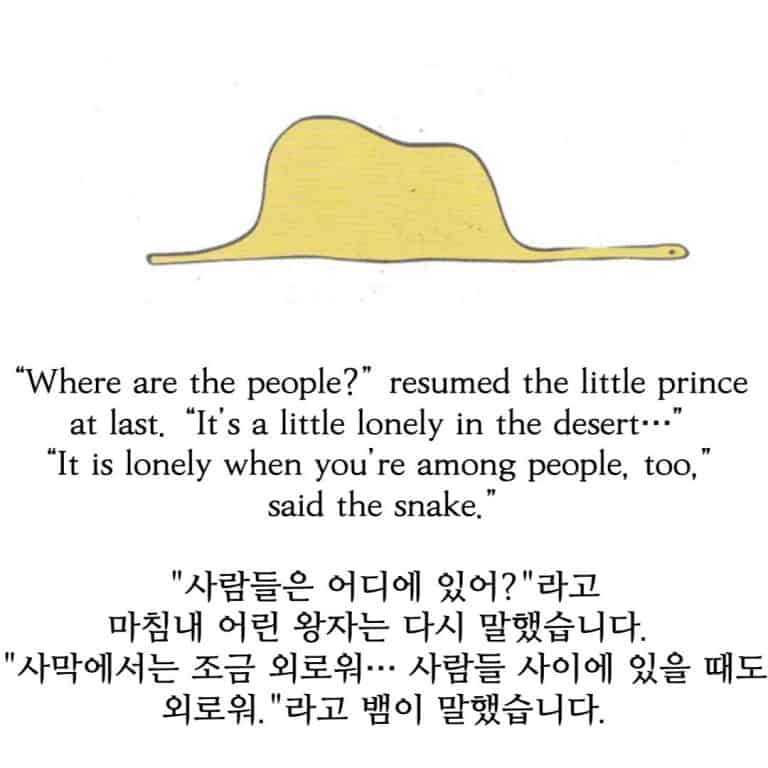 “Where are the people?” resumed the little prince
at last. “It's a little lonely in the desert…”
“It is lonely when you're among people, too,”
said the snake.”
"사람들은 어디에 있어?"라고
마침내 어린 왕자는 다시 말했습니다.
"사막에서는 조금 외로워… 사람들 사이에 있을 때도
외로워."라고 뱀이 말했습니다.